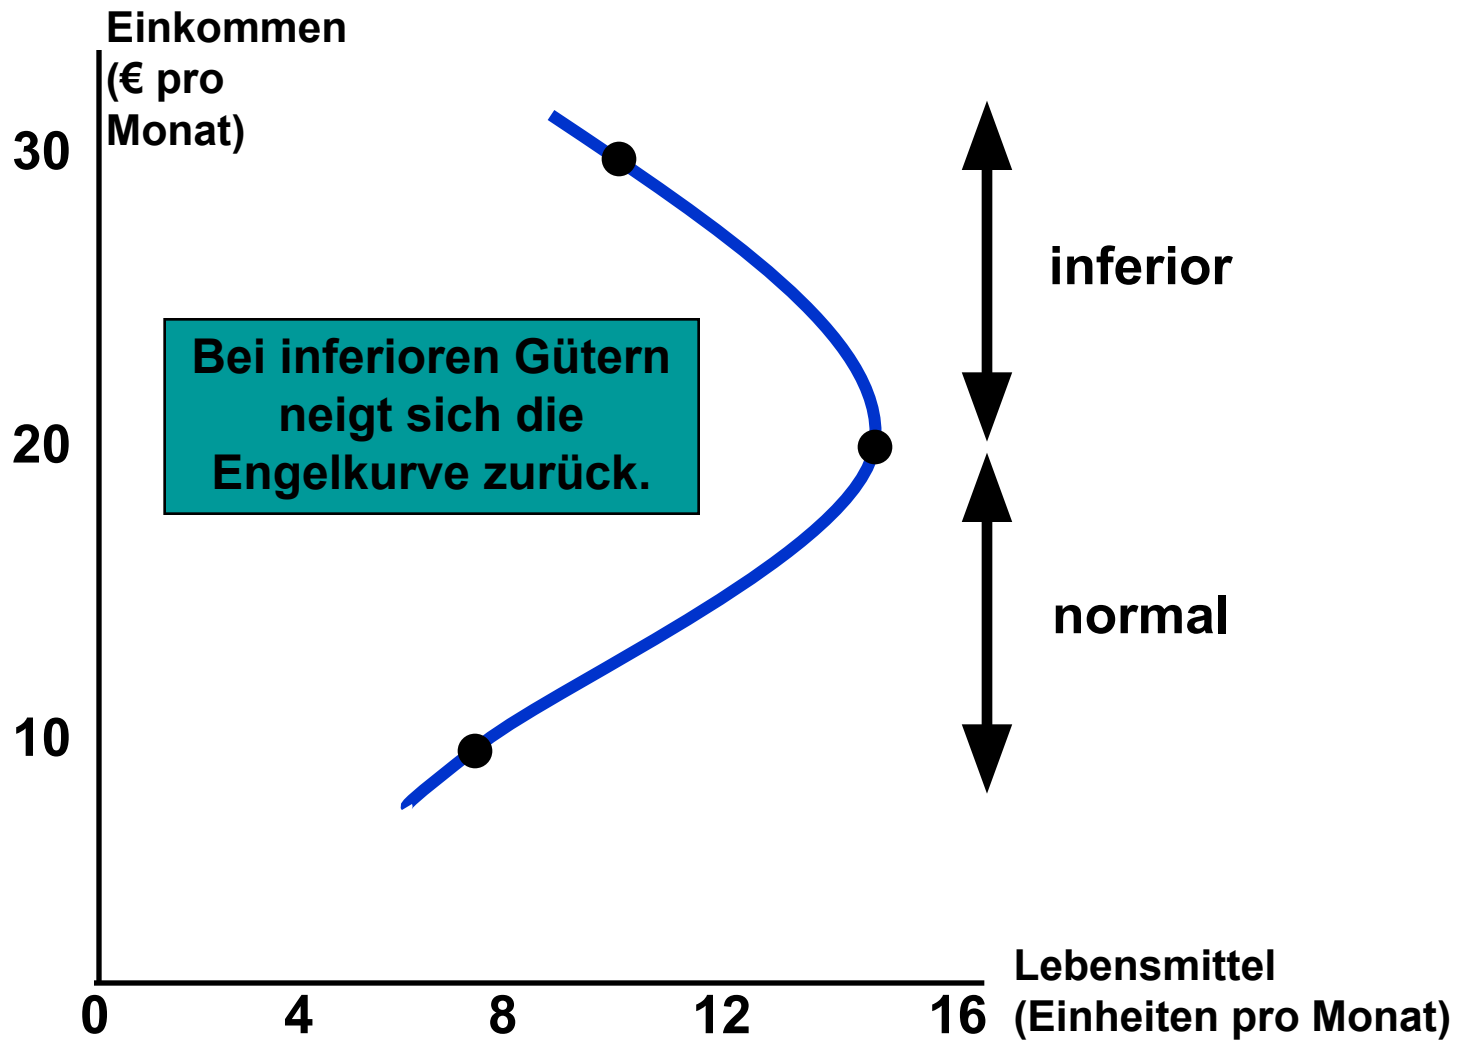 Einkommen
(€ pro
Monat)
30
inferior
Bei inferioren Gütern
neigt sich die
Engelkurve zurück.
20
normal
10
Lebensmittel
(Einheiten pro Monat)
0 4 8 12 16